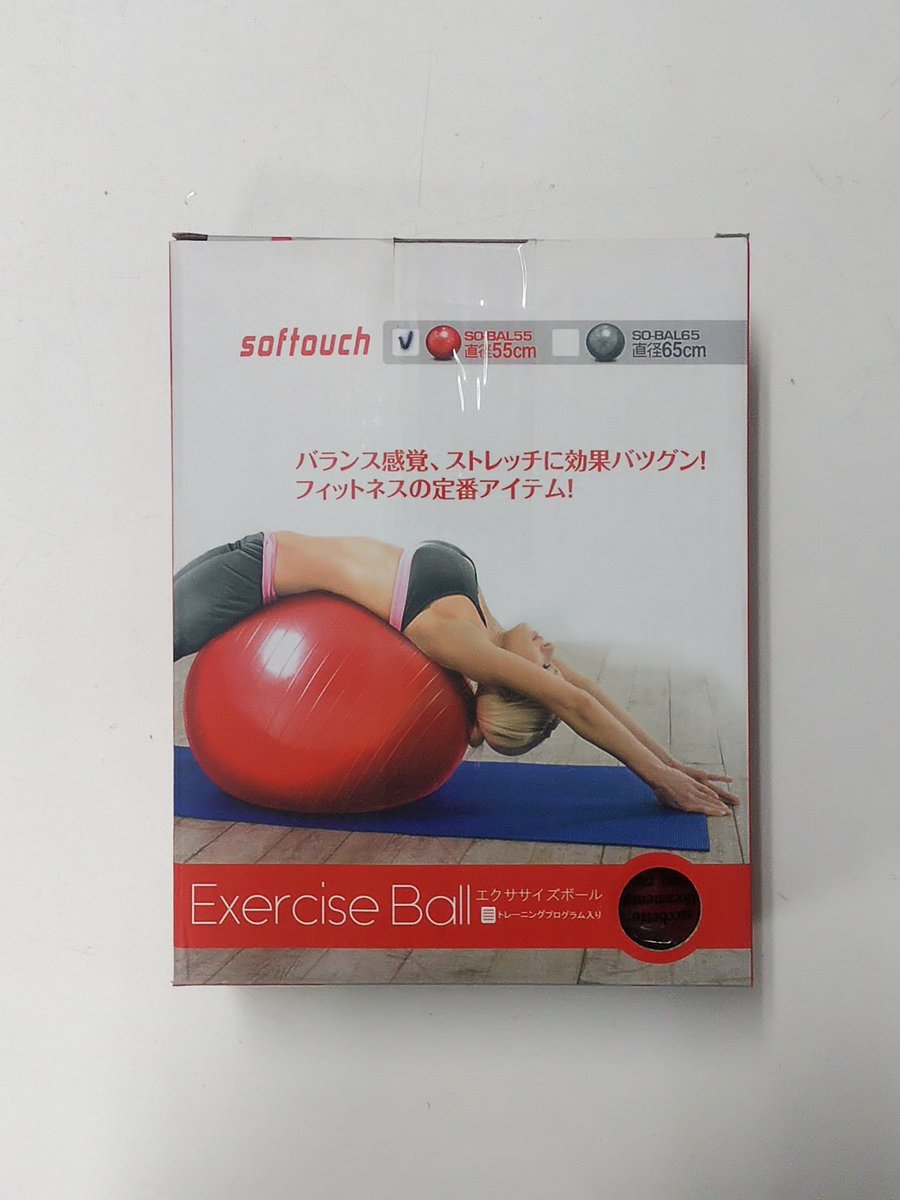 softouch
SO-BAL55
直径55cm
SO-BAL65
直径65cm
バランス感覚、ストレッチに効果バツグン!
フィットネスの定番アイテム!
Exercise Ball
エクササイズボール
トレーニングプログラム入り